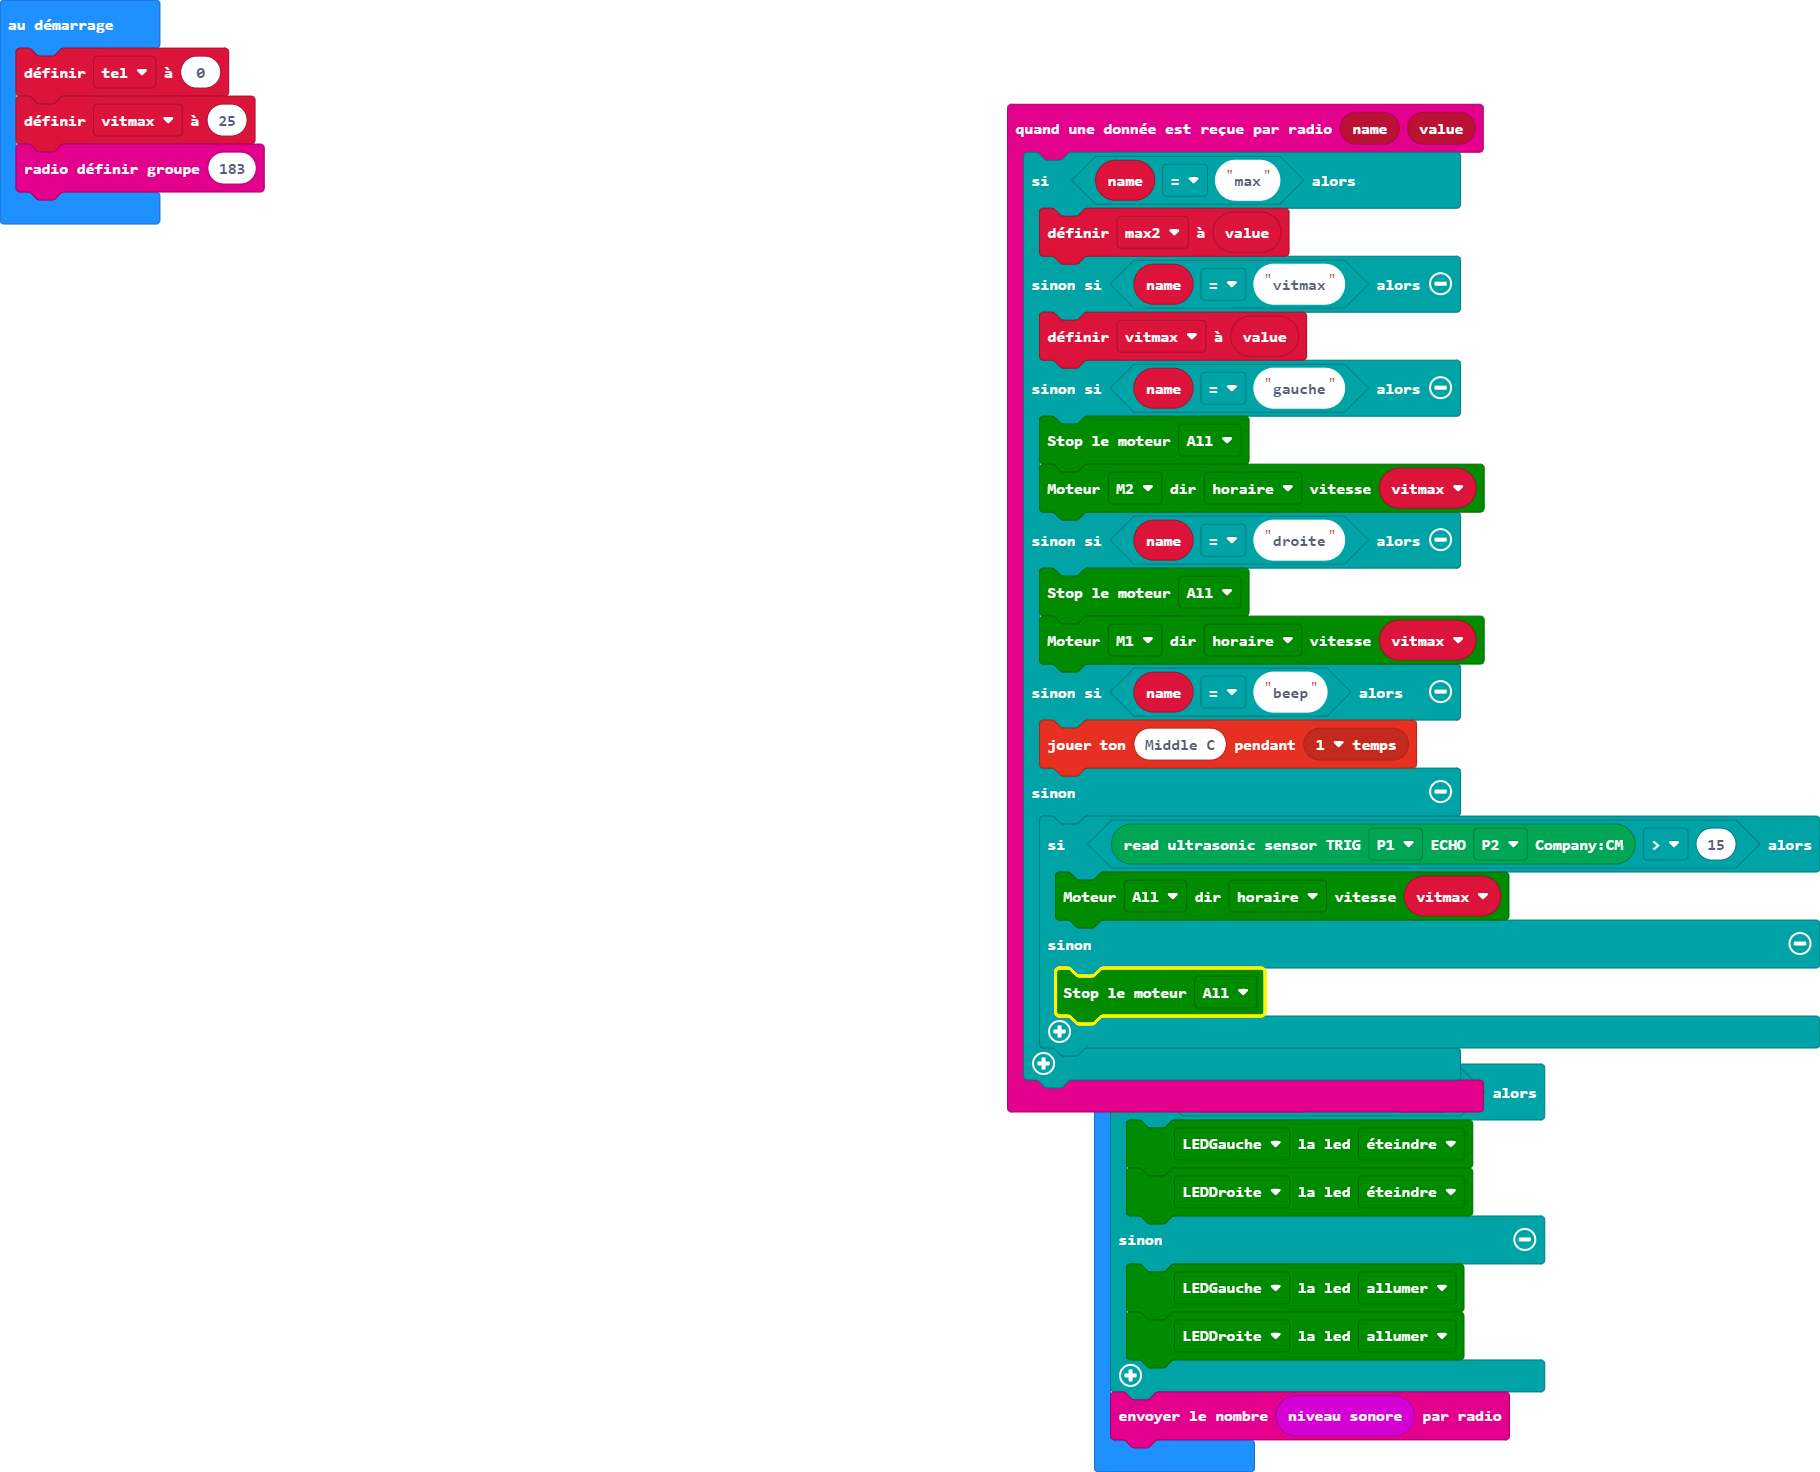 au démarrage
définir tel à 0
définir vitmax à 25
radio définir groupe 183
quand une donnée est reçue par radio name value
si name = "max" alors
définir max2 à value
sinon si name = "vitmax" alors
définir vitmax à value
sinon si name = "gauche" alors
Stop le moteur All
Moteur M2 dir horaire vitesse vitmax
sinon si name = "droite" alors
Stop le moteur All
Moteur M1 dir horaire vitesse vitmax
sinon si name = "beep" alors
jouer ton Middle C pendant 1 temps
sinon
si read ultrasonic sensor TRIG P1 ECHO P2 Company:CM > 15 alors
Moteur All dir horaire vitesse vitmax
sinon
Stop le moteur All
alors
LEDGauche la led éteindre
LEDDroite la led éteindre
sinon
LEDGauche la led allumer
LEDDroite la led allumer
envoyer le nombre niveau sonore par radio